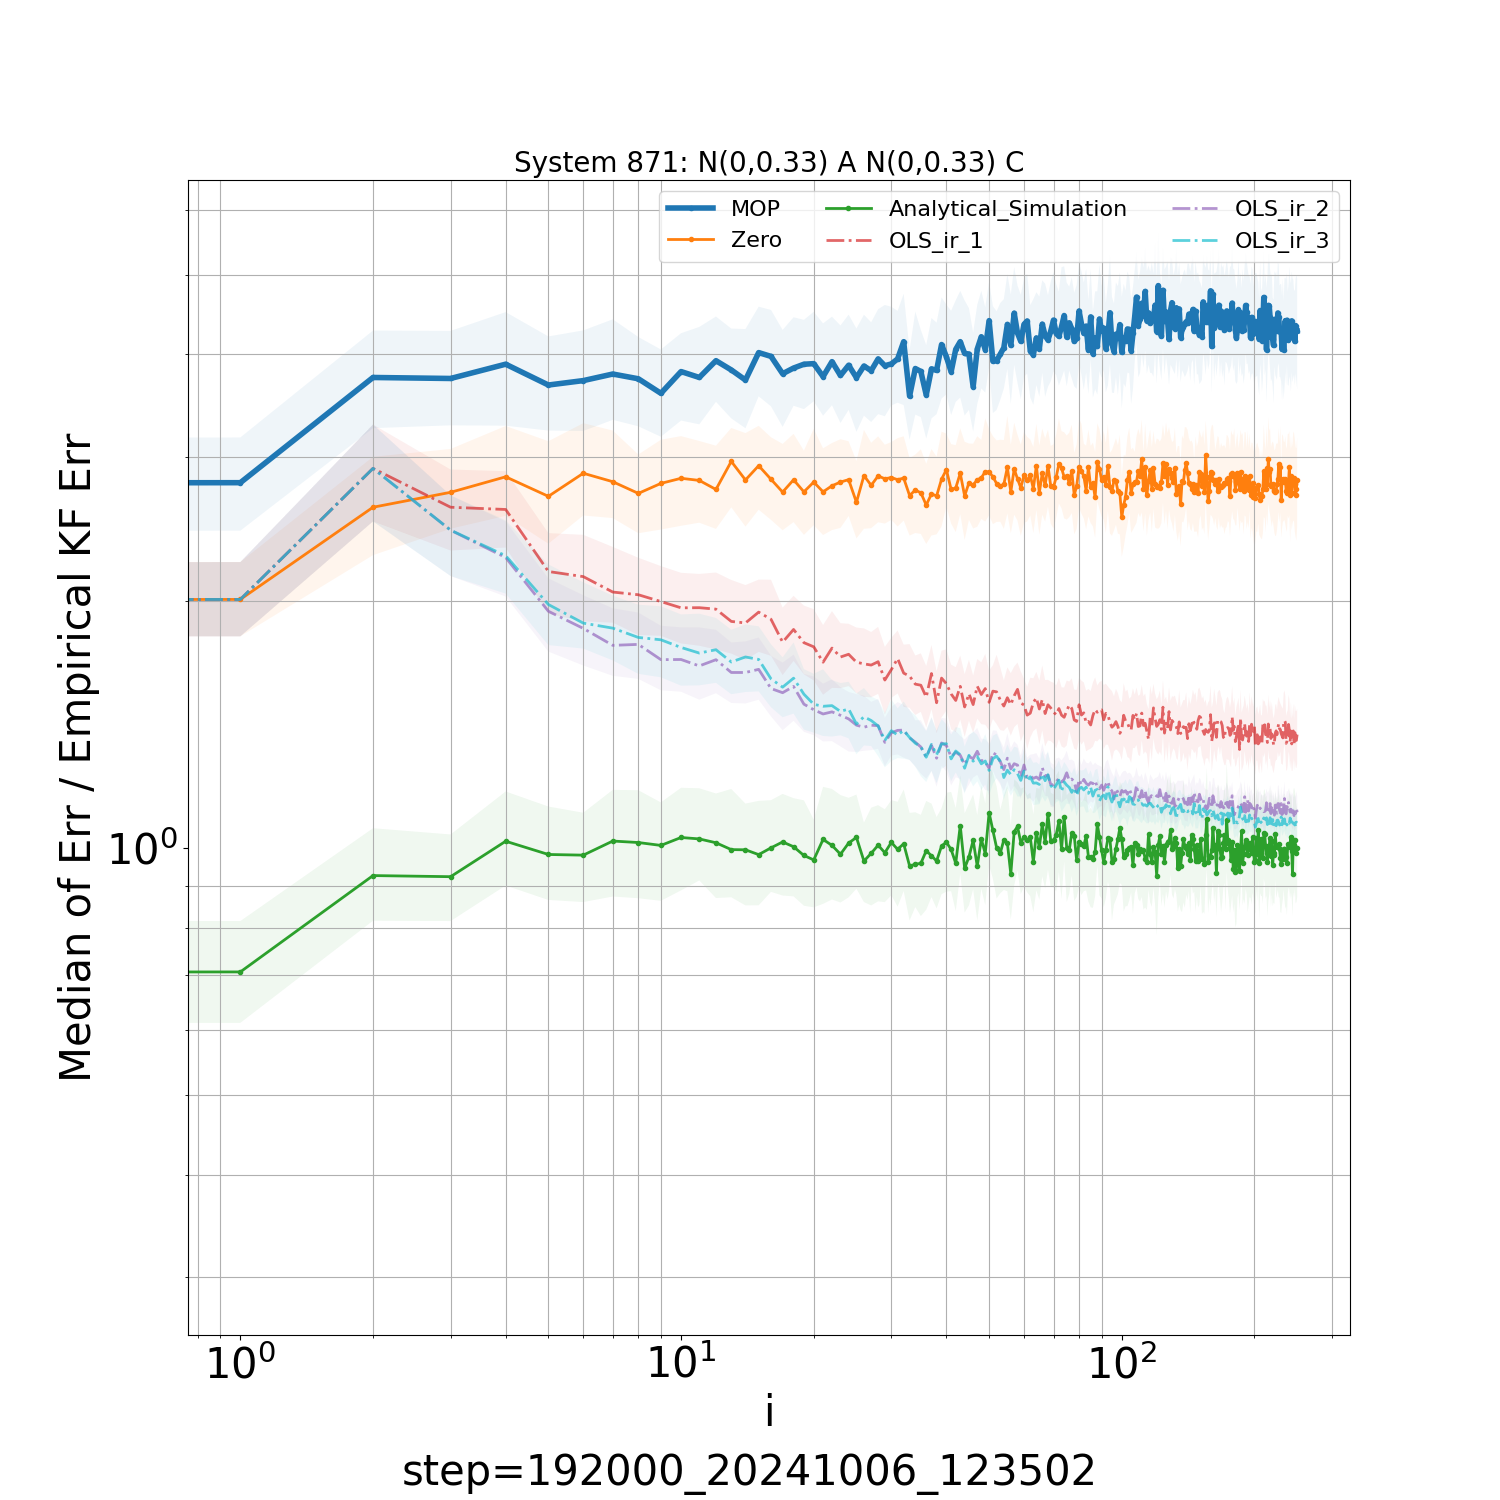 System 871: N(0,0.33) A N(0,0.33) C
MOP
Zero
Analytical_Simulation
OLS_ir_1
OLS_ir_2
OLS_ir_3
Median of Err / Empirical KF Err
10⁰
10⁰
10¹
10²
i
step=192000_20241006_123502